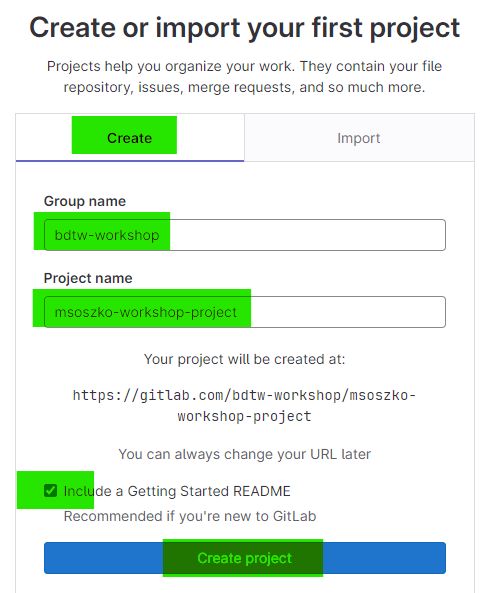 Create or import your first project
Projects help you organize your work. They contain your file
repository, issues, merge requests, and so much more.
Create
Import
Group name
bdtw-workshop
Project name
msoszko-workshop-project
Your project will be created at:
https://gitlab.com/bdtw-workshop/msoszko-
workshop-project
You can always change your URL later
Include a Getting Started README
Recommended if you're new to GitLab
Create project